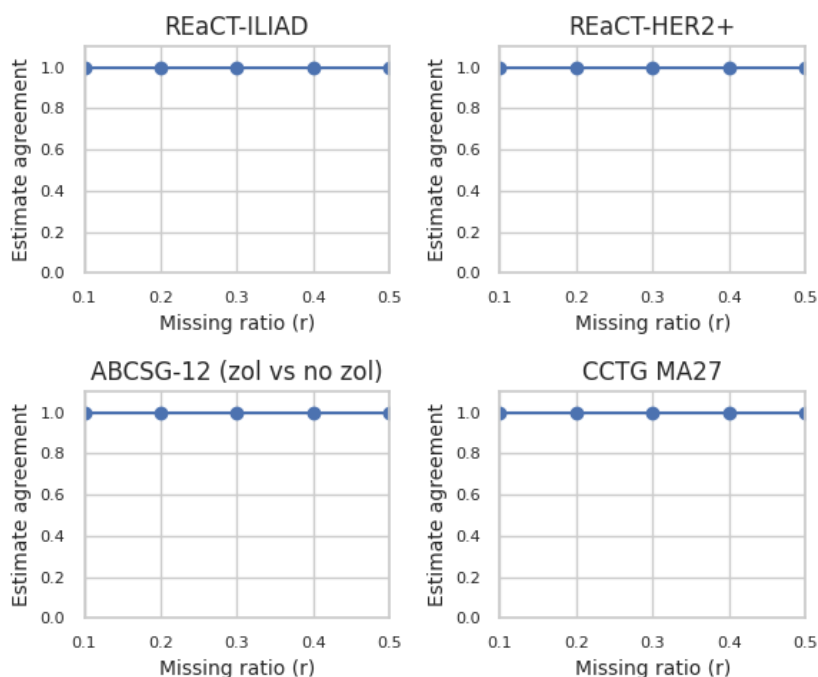 REaCT-ILIAD
Estimate agreement
1.0
0.8
0.6
0.4
0.2
0.0
0.1 0.2 0.3 0.4 0.5
Missing ratio (r)
REaCT-HER2+
Estimate agreement
1.0
0.8
0.6
0.4
0.2
0.0
0.1 0.2 0.3 0.4 0.5
Missing ratio (r)
ABCSG-12 (zol vs no zol)
Estimate agreement
1.0
0.8
0.6
0.4
0.2
0.0
0.1 0.2 0.3 0.4 0.5
Missing ratio (r)
CCTG MA27
Estimate agreement
1.0
0.8
0.6
0.4
0.2
0.0
0.1 0.2 0.3 0.4 0.5
Missing ratio (r)